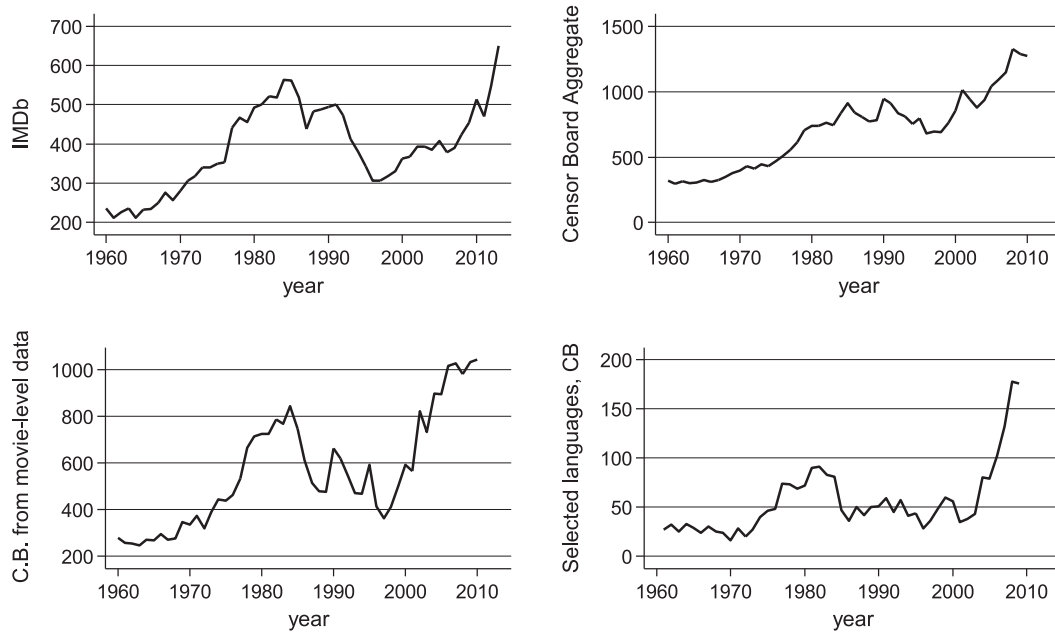 IMDb
700
600
500
400
300
200
1960 1970 1980 1990 2000 2010
year
Censor Board Aggregate
1500
1000
500
0
1960 1970 1980 1990 2000 2010
year
C.B. from movie-level data
1000
800
600
400
200
1960 1970 1980 1990 2000 2010
year
Selected languages, CB
200
150
100
50
0
1960 1970 1980 1990 2000 2010
year